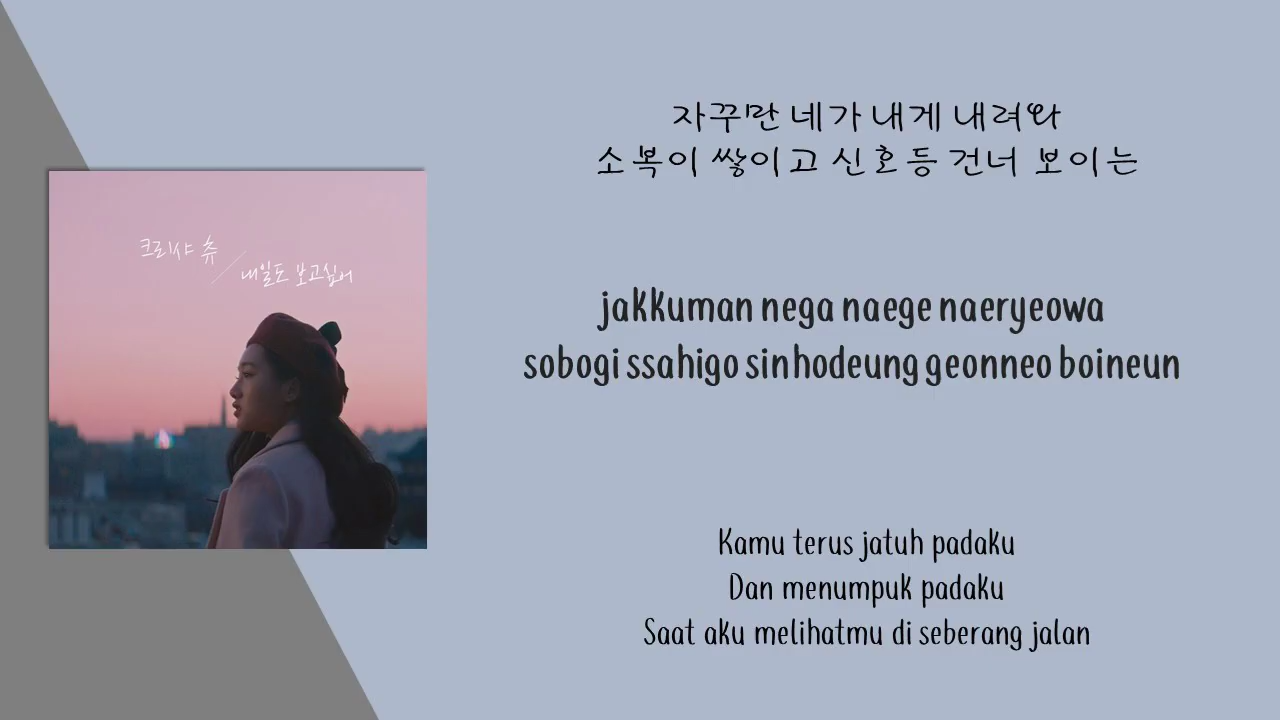 자꾸만 네가 내게 내려와
소복이 쌓이고 신호등 건너 보이는
크리샤 츄
내일도 보고싶어
jakkuman nega naege naeryeowa
sobogi ssahigo sinhodeung geonneo boineun
Kamu terus jatuh padaku
Dan menumpuk padaku
Saat aku melihatmu di seberang jalan